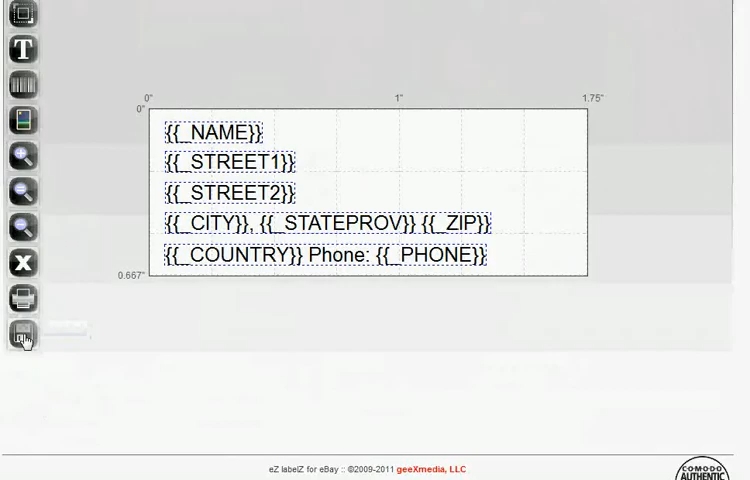 T
0" 1" 1.75"
0"
{{_NAME}}
{{_STREET1}}
{{_STREET2}}
{{_CITY}}, {{_STATEPROV}} {{_ZIP}}
{{_COUNTRY}} Phone: {{_PHONE}}
0.667"
X
eZ labelZ for eBay :: ©2009-2011 geeXmedia, LLC
COMODO
AUTHENTIC